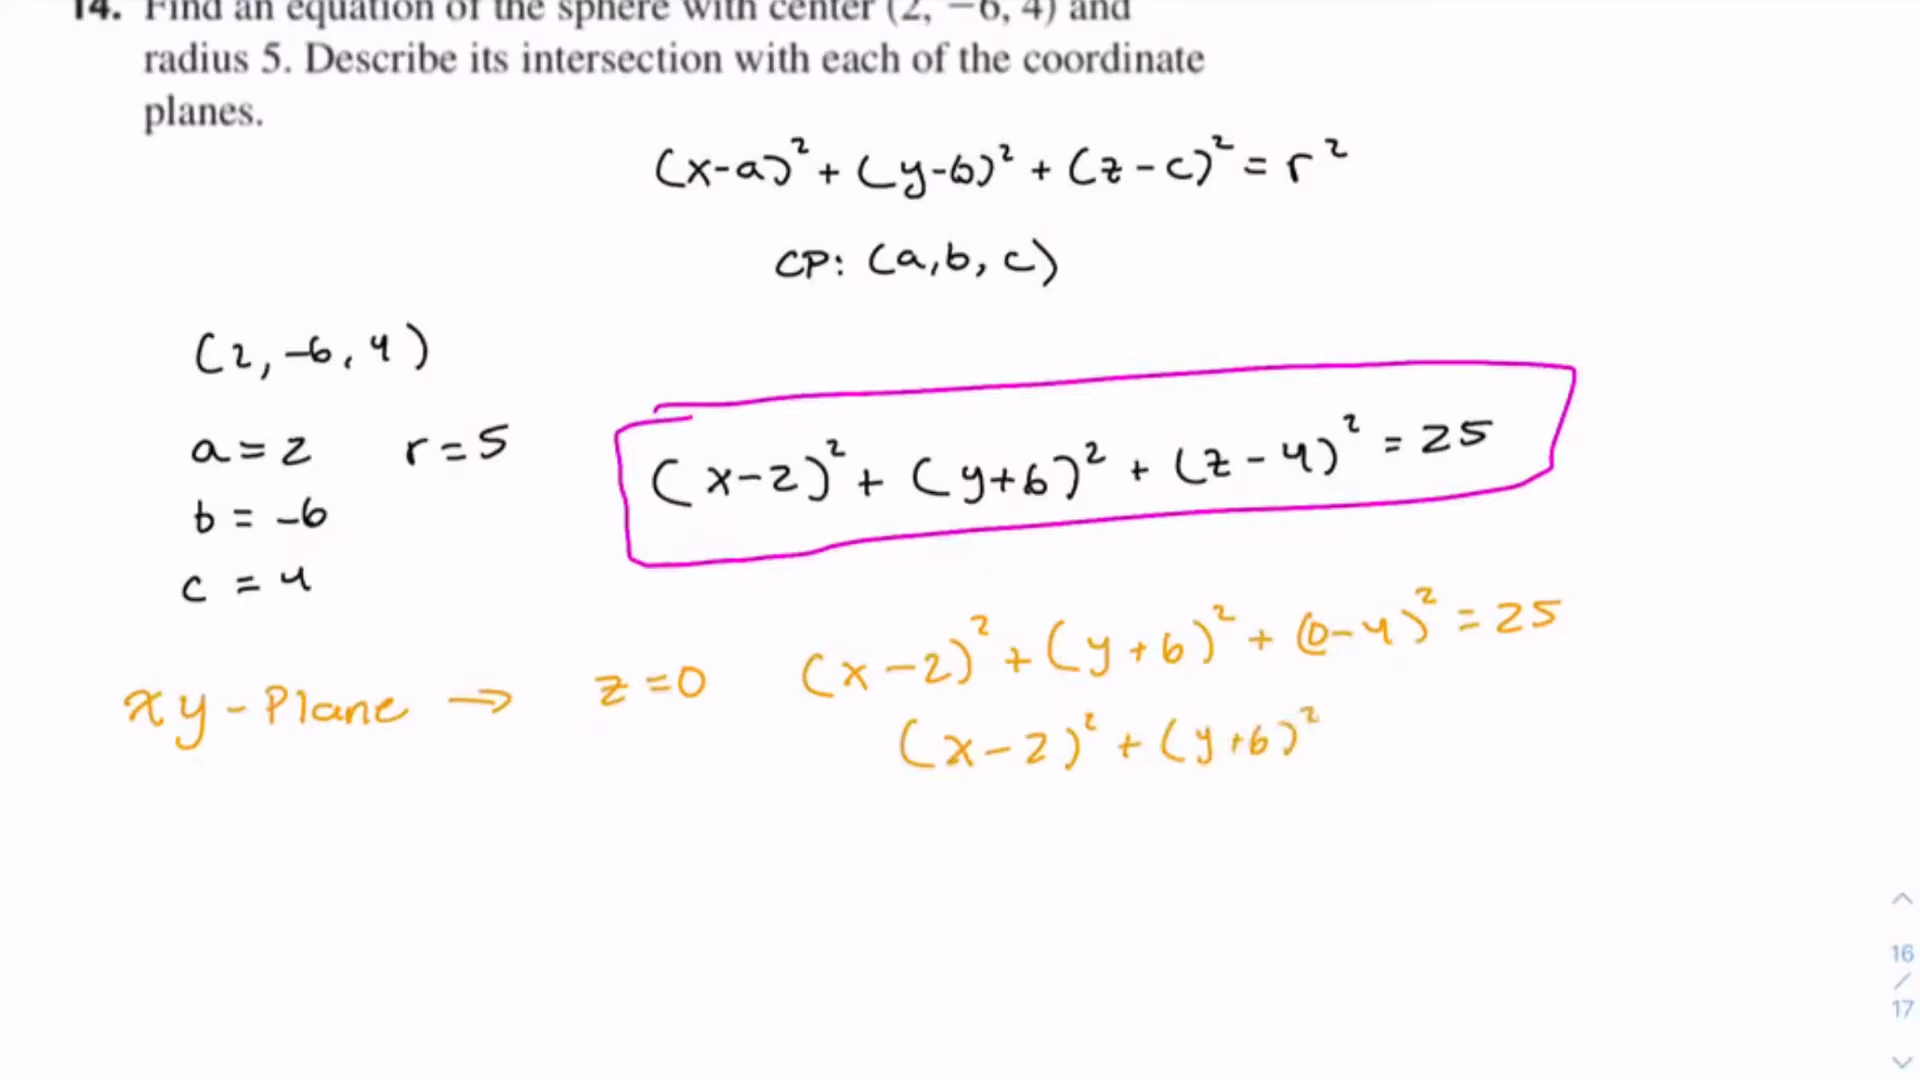 14. Find an equation of the sphere with center (2, −6, 4) and
radius 5. Describe its intersection with each of the coordinate
planes.
(x-a)² + (y-b)² + (z-c)² = r²
CP: (a,b,c)
(2,-6,4)
a=2 r=5
b=-6
c=4
(x-2)² + (y+6)² + (z-4)² = 25
xy-Plane → z=0 (x-2)² + (y+6)² + (0-4)² = 25
(x-2)² + (y+6)²
16
/
17